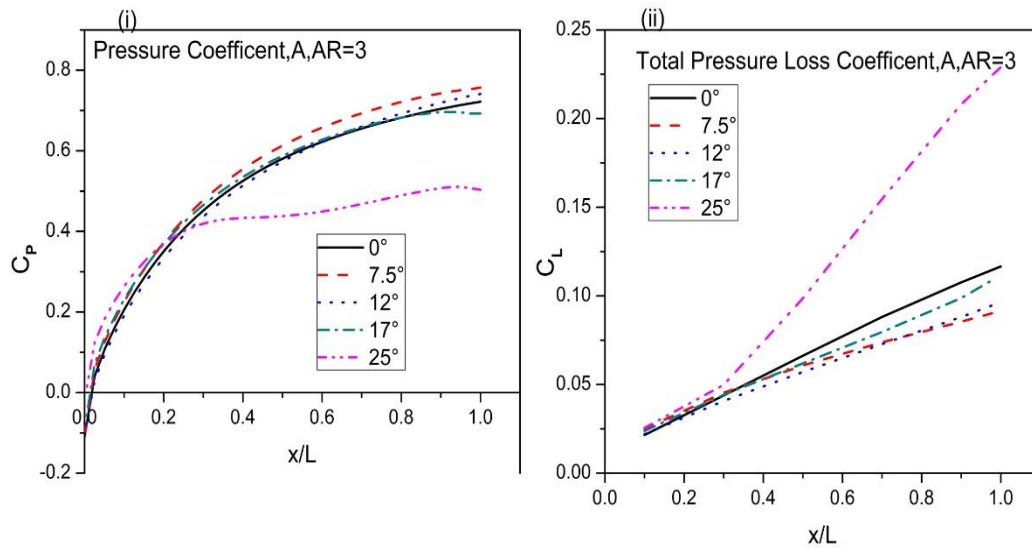 (i)
Pressure Coefficent,A,AR=3
0.8
0.6
0.4
0.2
0.0
-0.2
C_P
0.0 0.2 0.4 0.6 0.8 1.0
x/L
0°
7.5°
12°
17°
25°
(ii)
Total Pressure Loss Coefficent,A,AR=3
0.25
0.20
0.15
0.10
0.05
0.00
C_L
0°
7.5°
12°
17°
25°
0.0 0.2 0.4 0.6 0.8 1.0
x/L